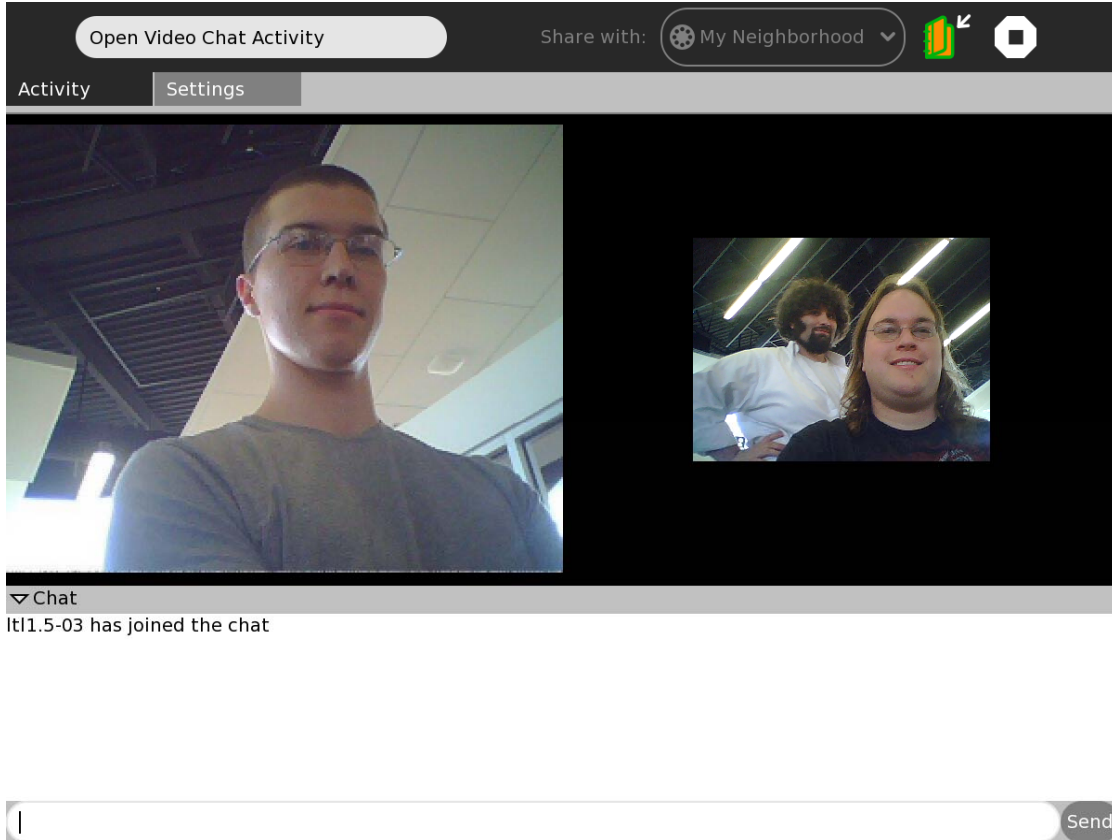 Open Video Chat Activity
Share with: My Neighborhood
Activity Settings
Chat
ltl1.5-03 has joined the chat
Send